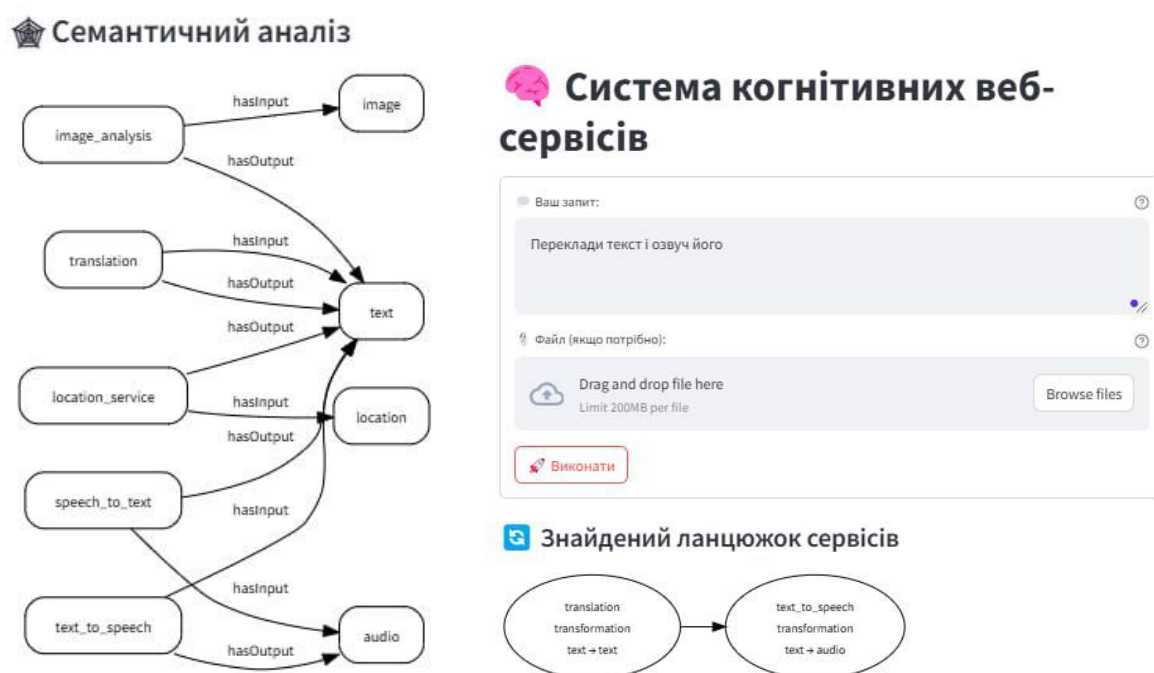 Семантичний аналіз
image_analysis
hasInput
image
hasOutput
translation
hasInput
hasOutput
text
hasOutput
location_service
hasInput
location
hasOutput
speech_to_text
hasInput
hasInput
text_to_speech
hasOutput
audio
Система когнітивних веб-
сервісів
Ваш запит:
Переклади текст і озвуч його
Файл (якщо потрібно):
Drag and drop file here
Limit 200MB per file
Browse files
Виконати
Знайдений ланцюжок сервісів
translation
transformation
text → text
text_to_speech
transformation
text → audio